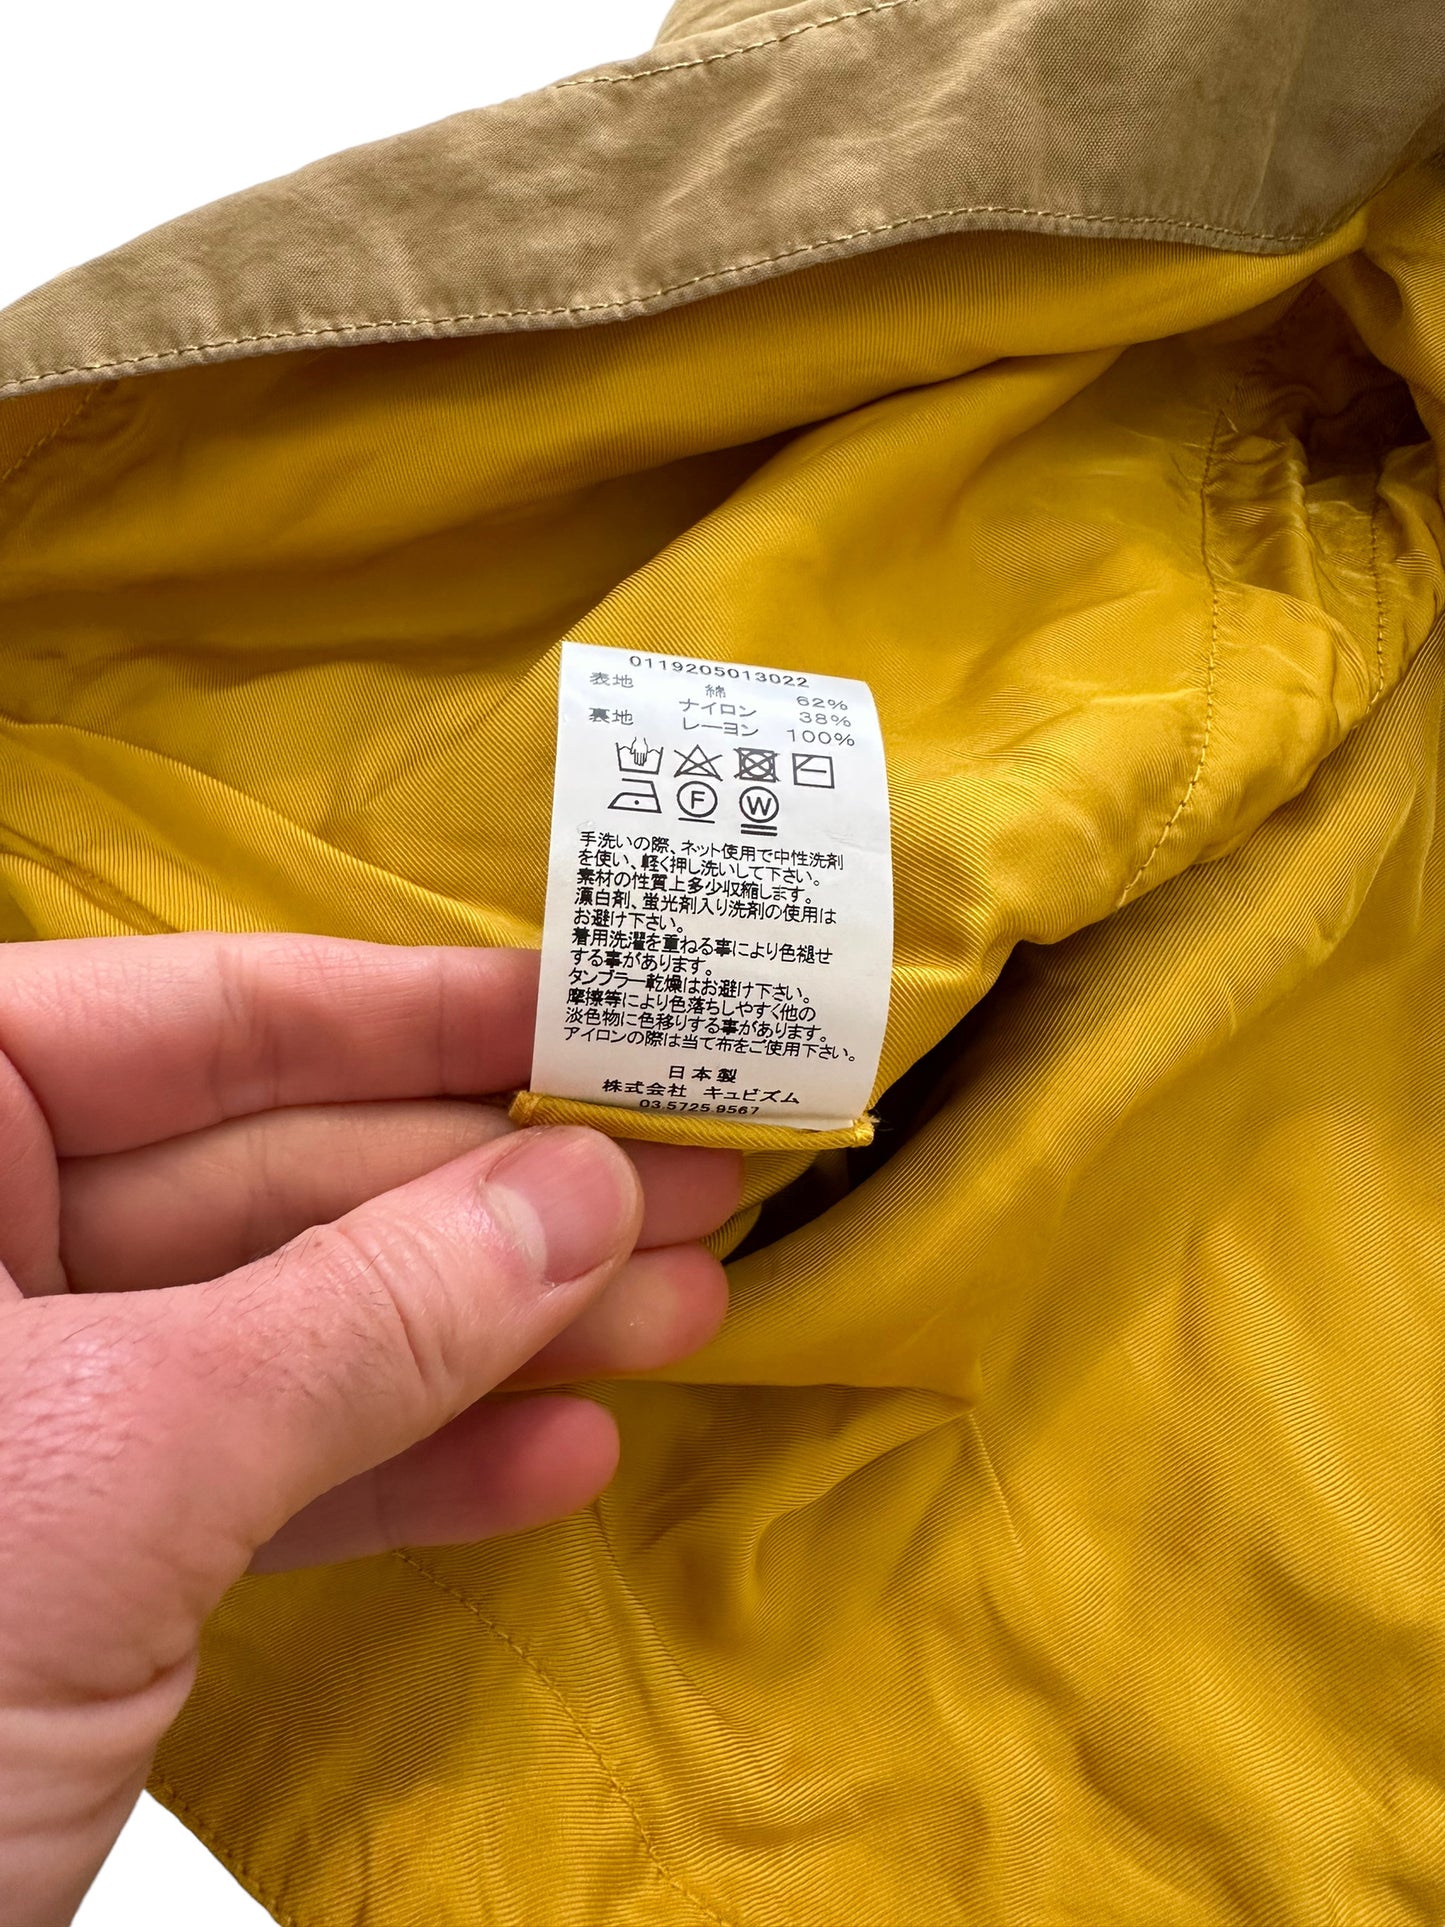 0119205013022
表地 綿 62%
ナイロン 38%
裏地 レーヨン 100%
F W
手洗いの際、ネット使用で中性洗剤
を使い、軽く押し洗いして下さい。
素材の性質上多少収縮します。
漂白剤、蛍光剤入り洗剤の使用は
お避け下さい。
着用洗濯を重ねる事により色褪せ
する事があります。
タンブラー乾燥はお避け下さい。
摩擦等により色落ちしやすく他の
淡色物に色移りする事があります。
アイロンの際は当て布をご使用下さい。
日本製
株式会社 キュビズム
03.5725.9567